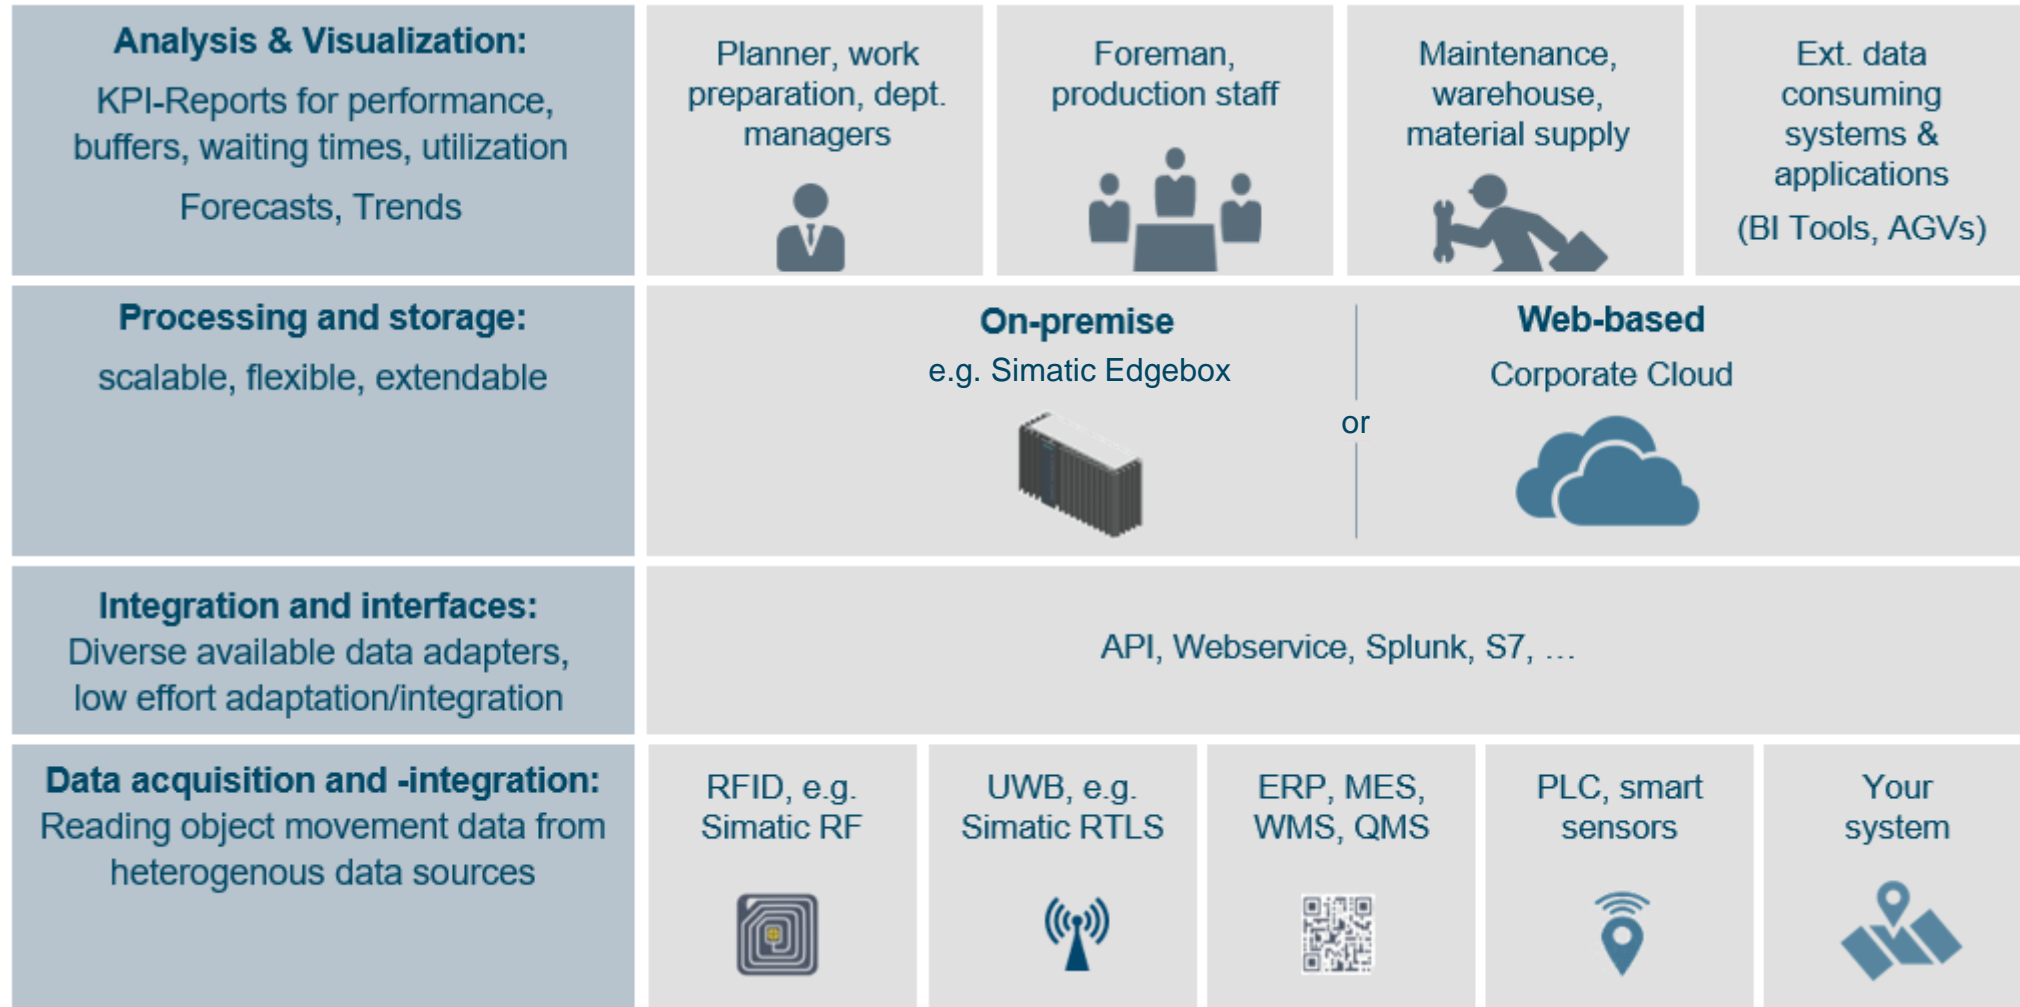 Analysis & Visualization:
KPI-Reports for performance,
buffers, waiting times, utilization
Forecasts, Trends
Planner, work
preparation, dept.
managers
Foreman,
production staff
Maintenance,
warehouse,
material supply
Ext. data
consuming
systems &
applications
(BI Tools, AGVs)
Processing and storage:
scalable, flexible, extendable
On-premise
e.g. Simatic Edgebox
or
Web-based
Corporate Cloud
Integration and interfaces:
Diverse available data adapters,
low effort adaptation/integration
API, Webservice, Splunk, S7, ...
Data acquisition and -integration:
Reading object movement data from
heterogenous data sources
RFID, e.g.
Simatic RF
UWB, e.g.
Simatic RTLS
ERP, MES,
WMS, QMS
PLC, smart
sensors
Your
system